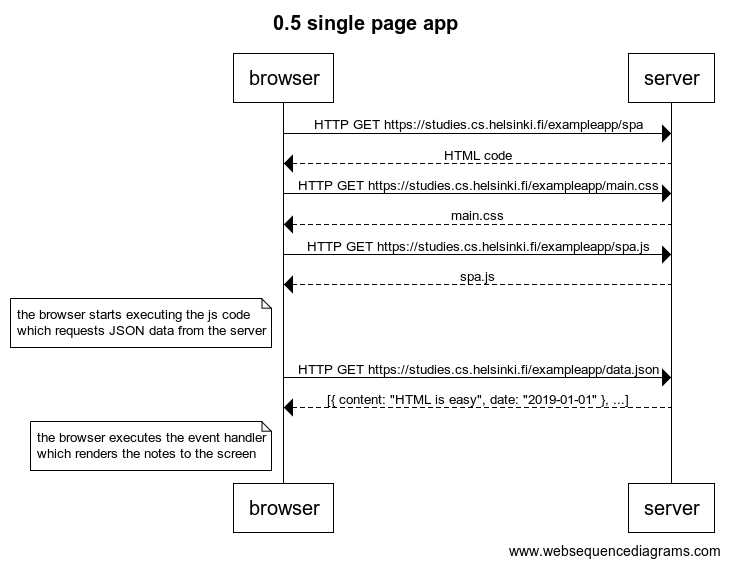 0.5 single page app
browser
server
HTTP GET https://studies.cs.helsinki.fi/exampleapp/spa
HTML code
HTTP GET https://studies.cs.helsinki.fi/exampleapp/main.css
main.css
HTTP GET https://studies.cs.helsinki.fi/exampleapp/spa.js
spa.js
the browser starts executing the js code
which requests JSON data from the server
HTTP GET https://studies.cs.helsinki.fi/exampleapp/data.json
[{ content: "HTML is easy", date: "2019-01-01" }, ...]
the browser executes the event handler
which renders the notes to the screen
browser
server
www.websequencediagrams.com